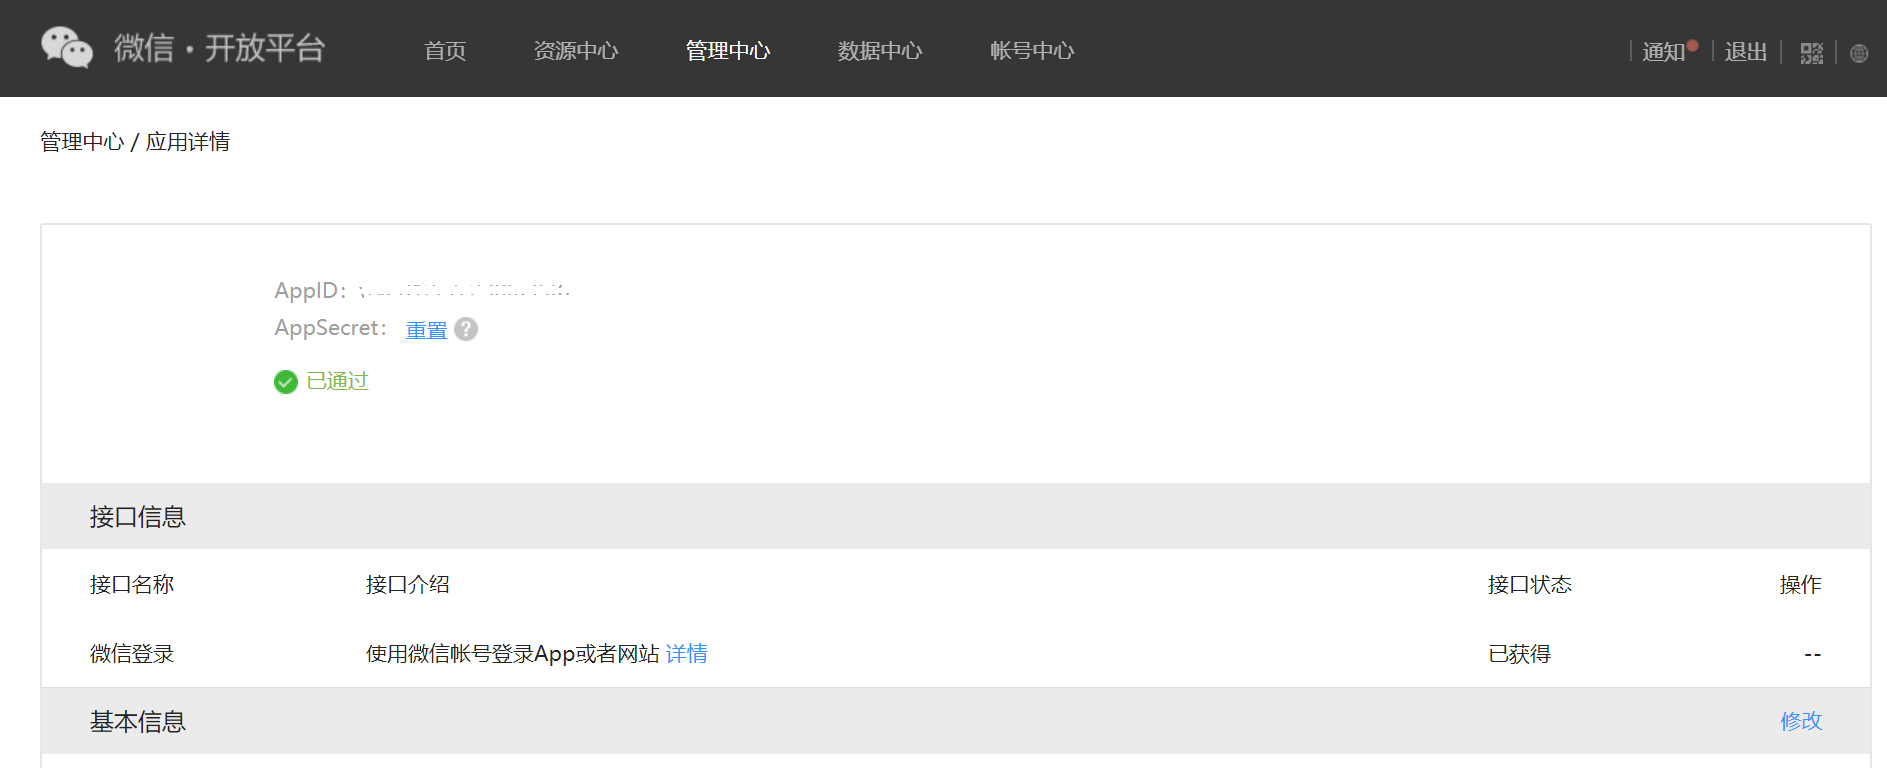 微信·开放平台 首页 资源中心 管理中心 数据中心 帐号中心 通知 退出
管理中心 / 应用详情
AppID：
AppSecret： 重置 ?
已通过
接口信息
接口名称 接口介绍 接口状态 操作
微信登录 使用微信帐号登录App或者网站 详情 已获得 --
基本信息 修改